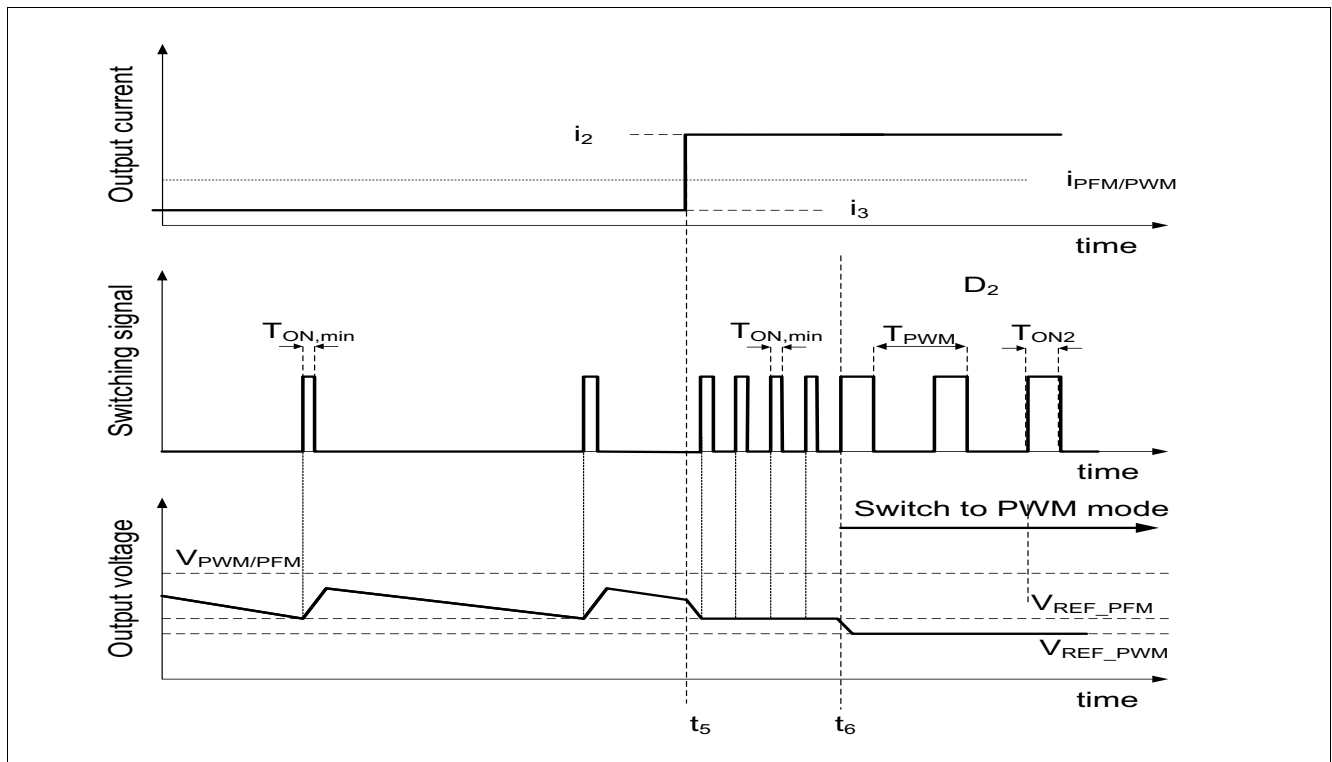 Output current
i2
iPFM/PWM
i3
time
Switching signal
D2
TON,min
TON,min
TPWM
TON2
time
Output voltage
Switch to PWM mode
VPWM/PFM
VREF_PFM
VREF_PWM
time
t5
t6